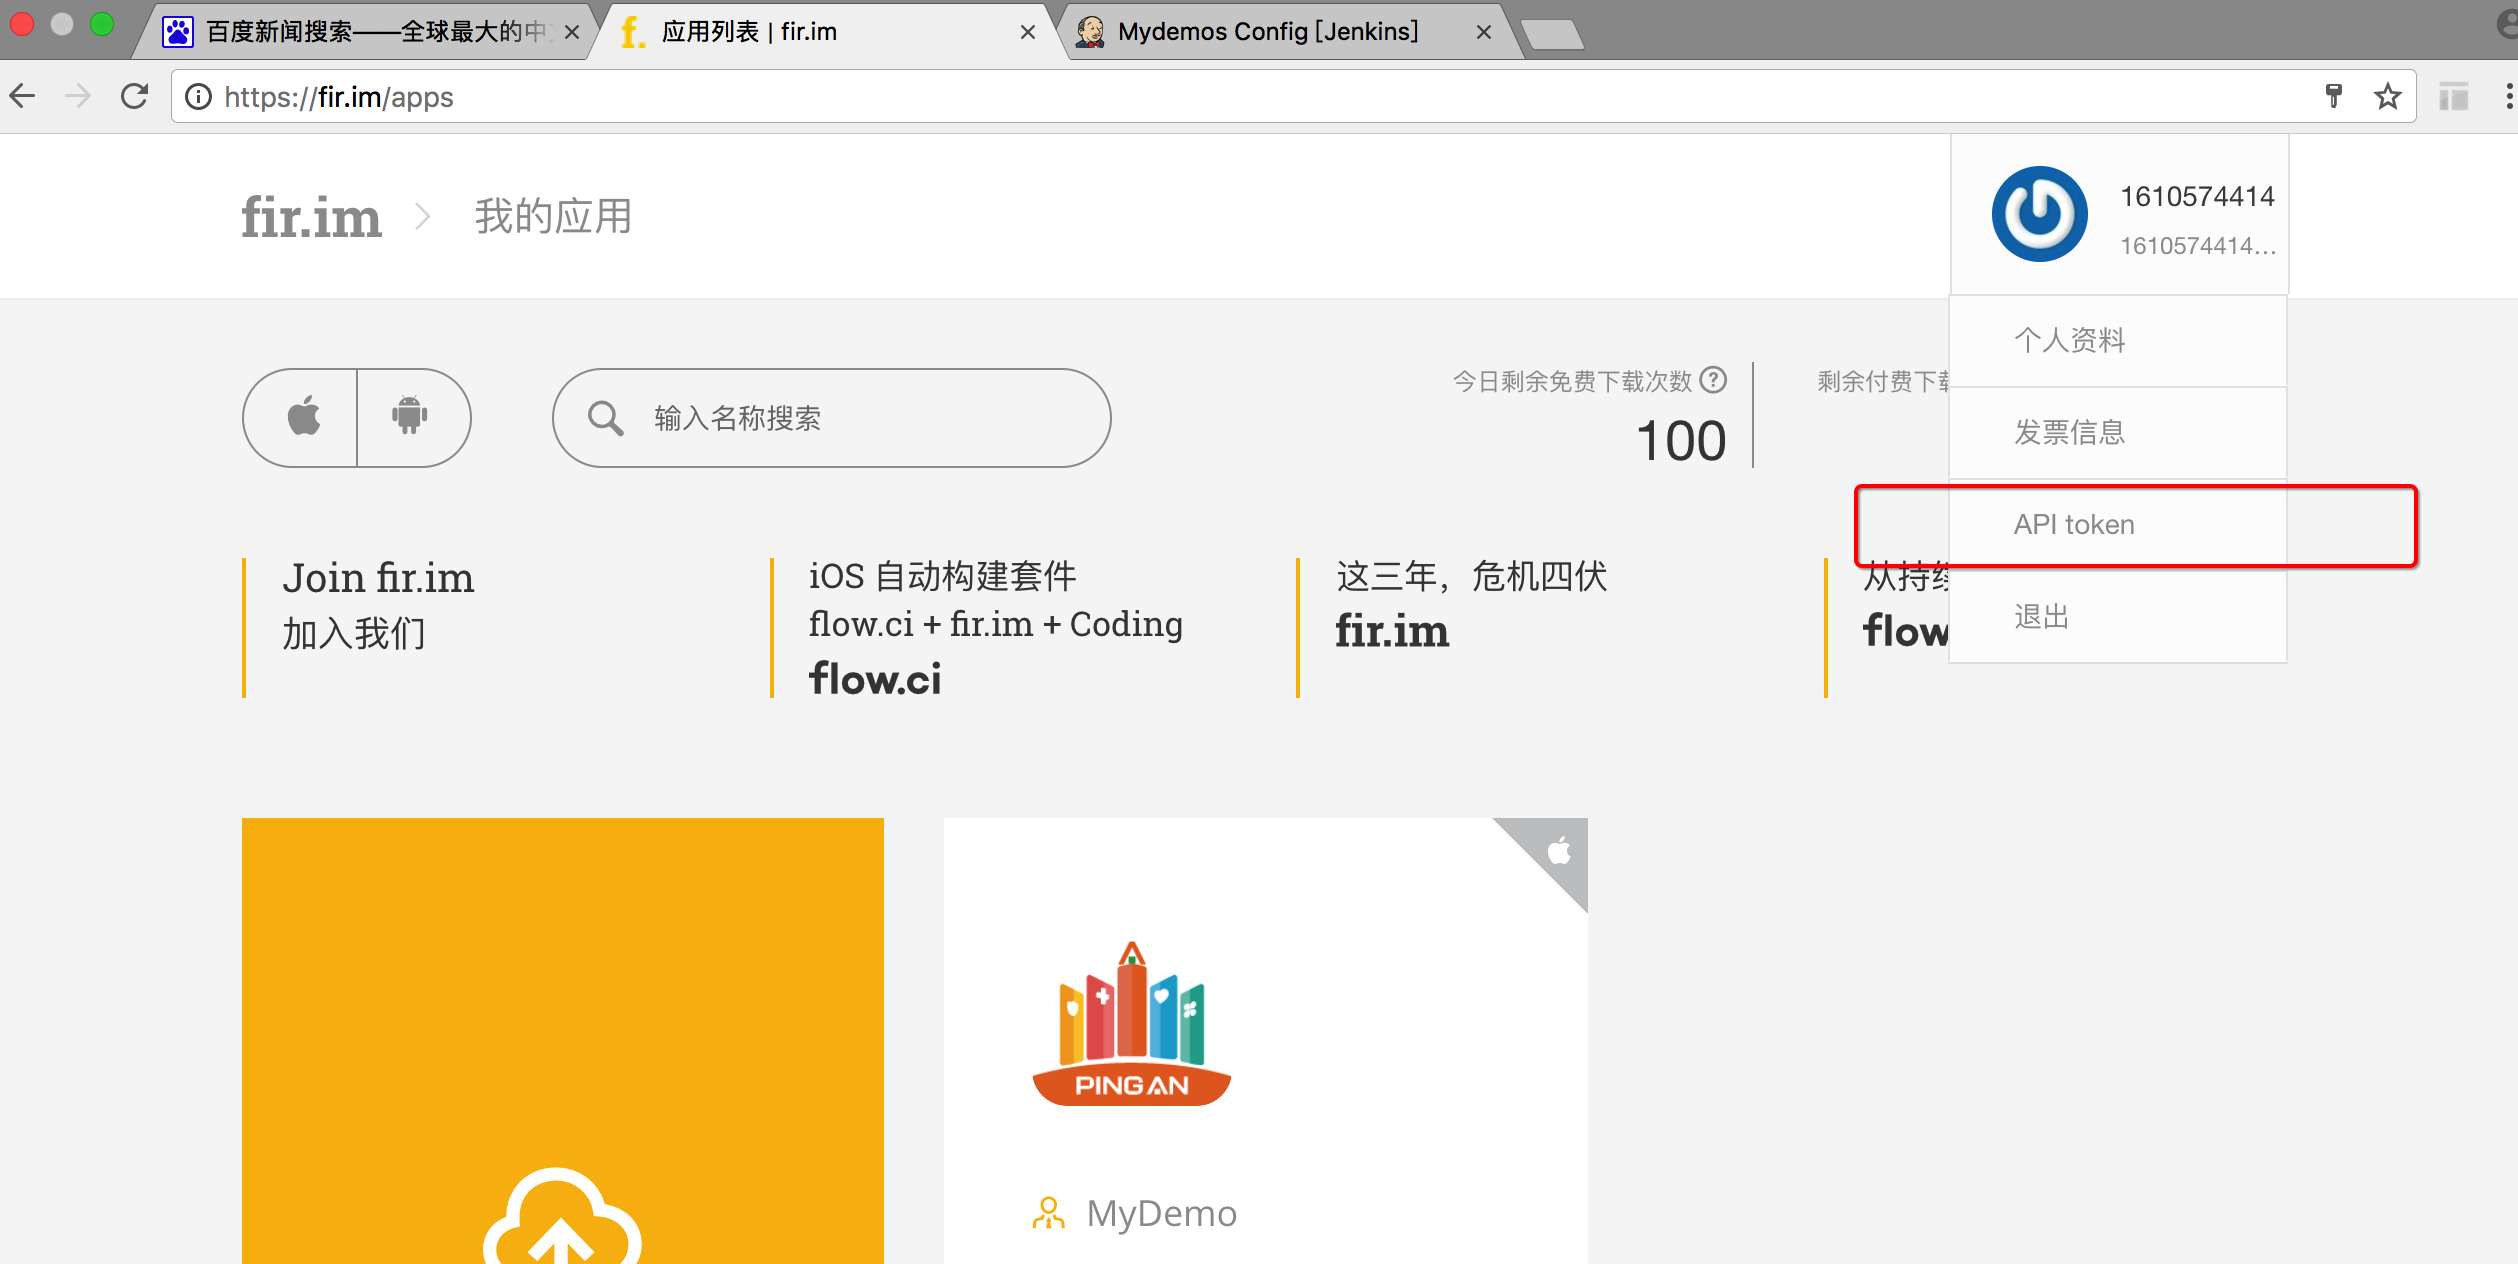 百度新闻搜索——全球最大的中
应用列表 | fir.im
Mydemos Config [Jenkins]
https://fir.im/apps
fir.im
我的应用
1610574414
1610574414...
个人资料
发票信息
API token
退出
输入名称搜索
今日剩余免费下载次数
100
剩余付费下
Join fir.im
加入我们
iOS 自动构建套件
flow.ci + fir.im + Coding
flow.ci
这三年，危机四伏
fir.im
从持
flow
PINGAN
MyDemo